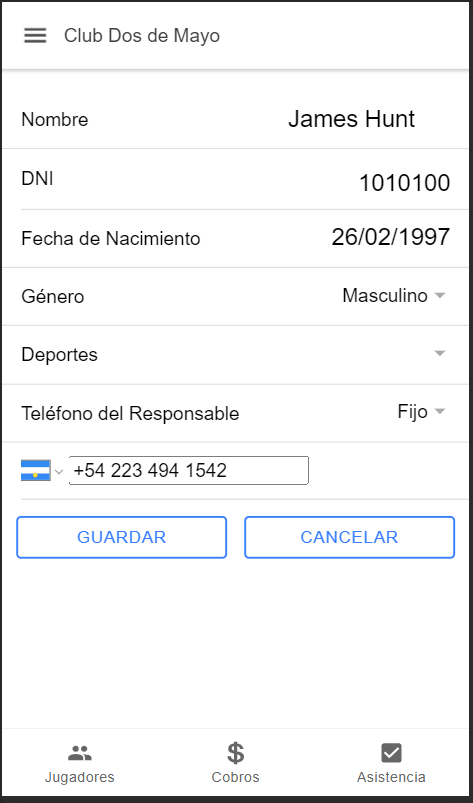 Club Dos de Mayo
Nombre James Hunt
DNI 1010100
Fecha de Nacimiento 26/02/1997
Género Masculino
Deportes
Teléfono del Responsable Fijo
+54 223 494 1542
GUARDAR CANCELAR
Jugadores Cobros Asistencia